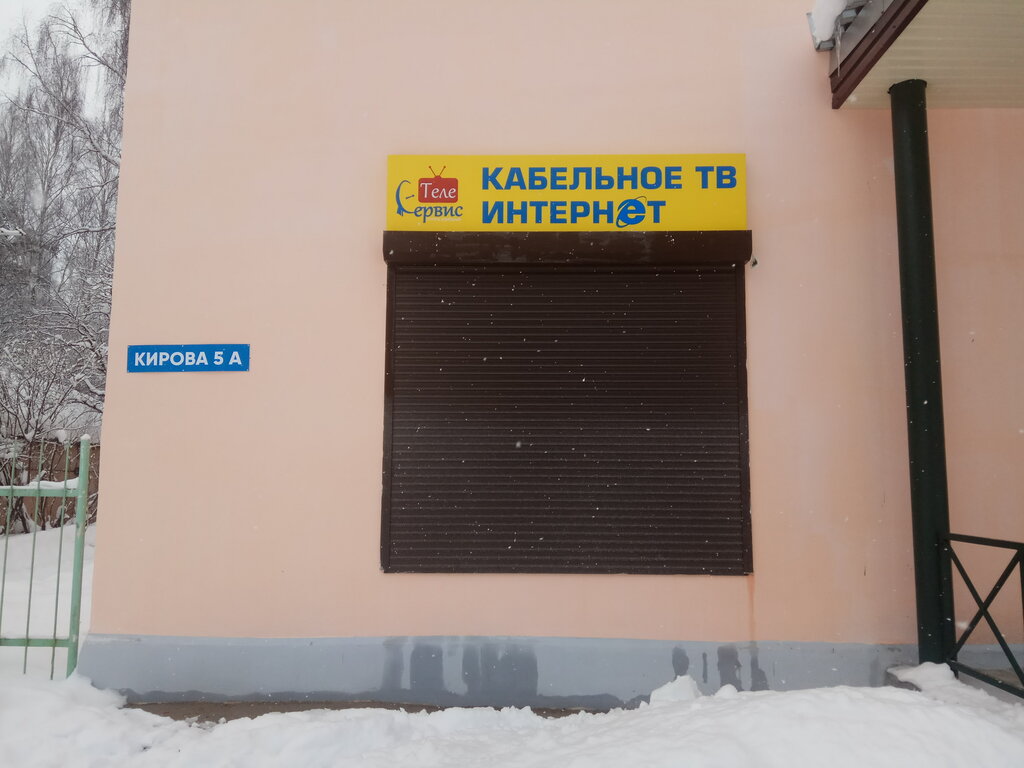 Теле
Сервис
КАБЕЛЬНОЕ ТВ
ИНТЕРНеТ
КИРОВА 5 А